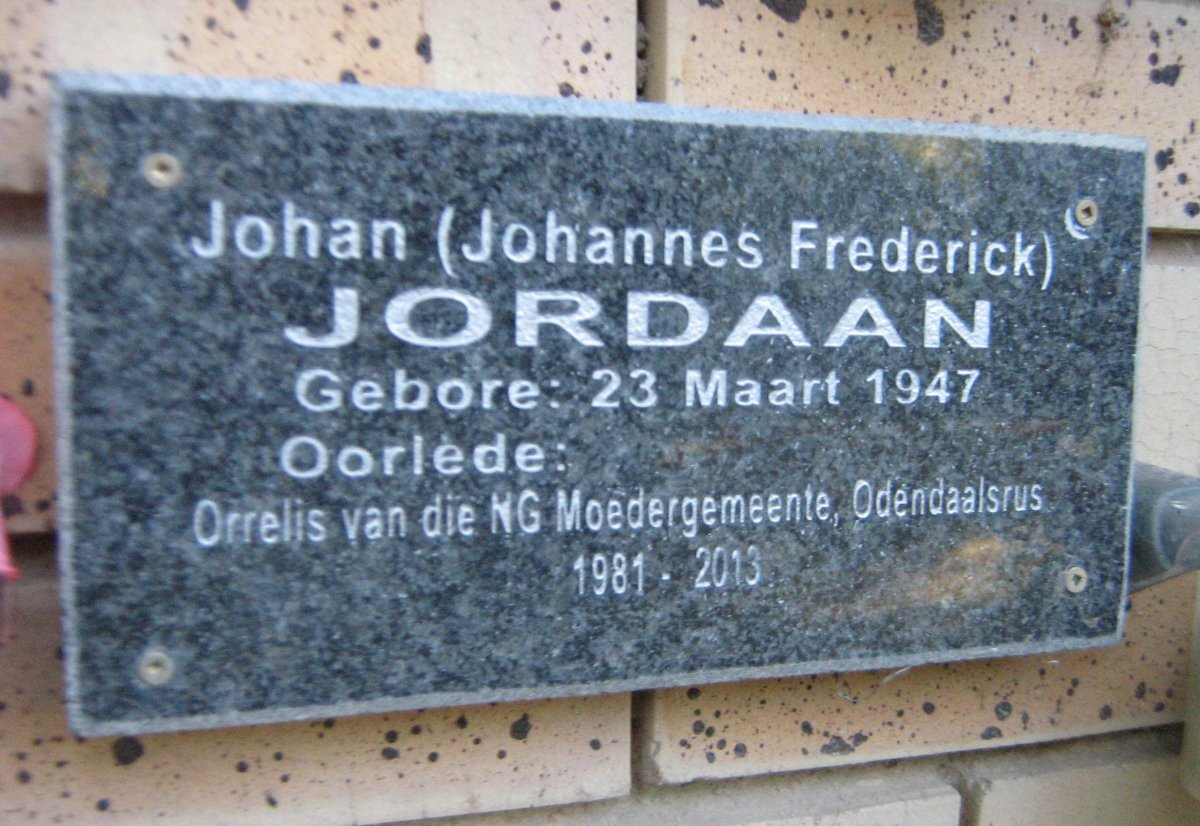 Johan (Johannes Frederick)
JORDAAN
Gebore: 23 Maart 1947
Oorlede:
Orrelis van die NG Moedergemeente, Odendaalsrus
1981 - 2013